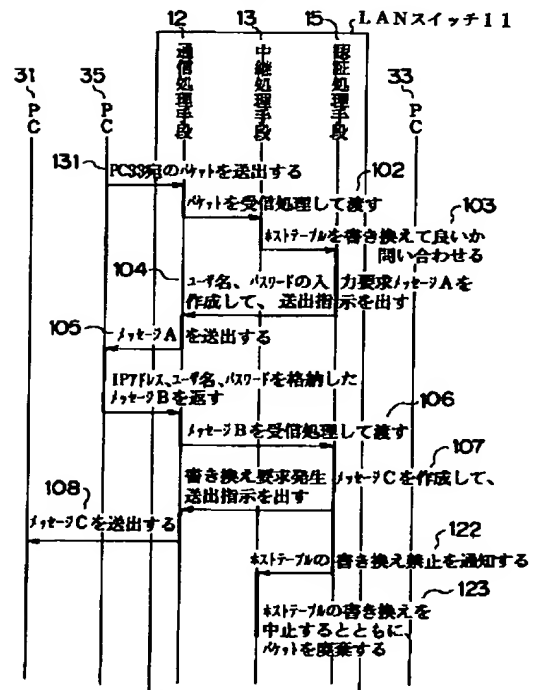 LANスイッチ11
12
13
15
31
35
33
通信処理手段
中継処理手段
認証処理手段
PC
PC
PC
131
PC33宛のパケットを送出する
102
パケットを受信処理して渡す
103
ホストテーブルを書き換えて良いか
問い合わせる
104
ユーザ名、パスワードの入力要求メッセージAを
作成して、送出指示を出す
105
メッセージAを送出する
IPアドレス、ユーザ名、パスワードを格納した
メッセージBを返す
106
メッセージBを受信処理して渡す
107
書き換え要求発生メッセージCを作成して、
送出指示を出す
108
メッセージCを送出する
122
ホストテーブルの書き換え禁止を通知する
123
ホストテーブルの書き換えを
中止するとともに、
パケットを廃棄する